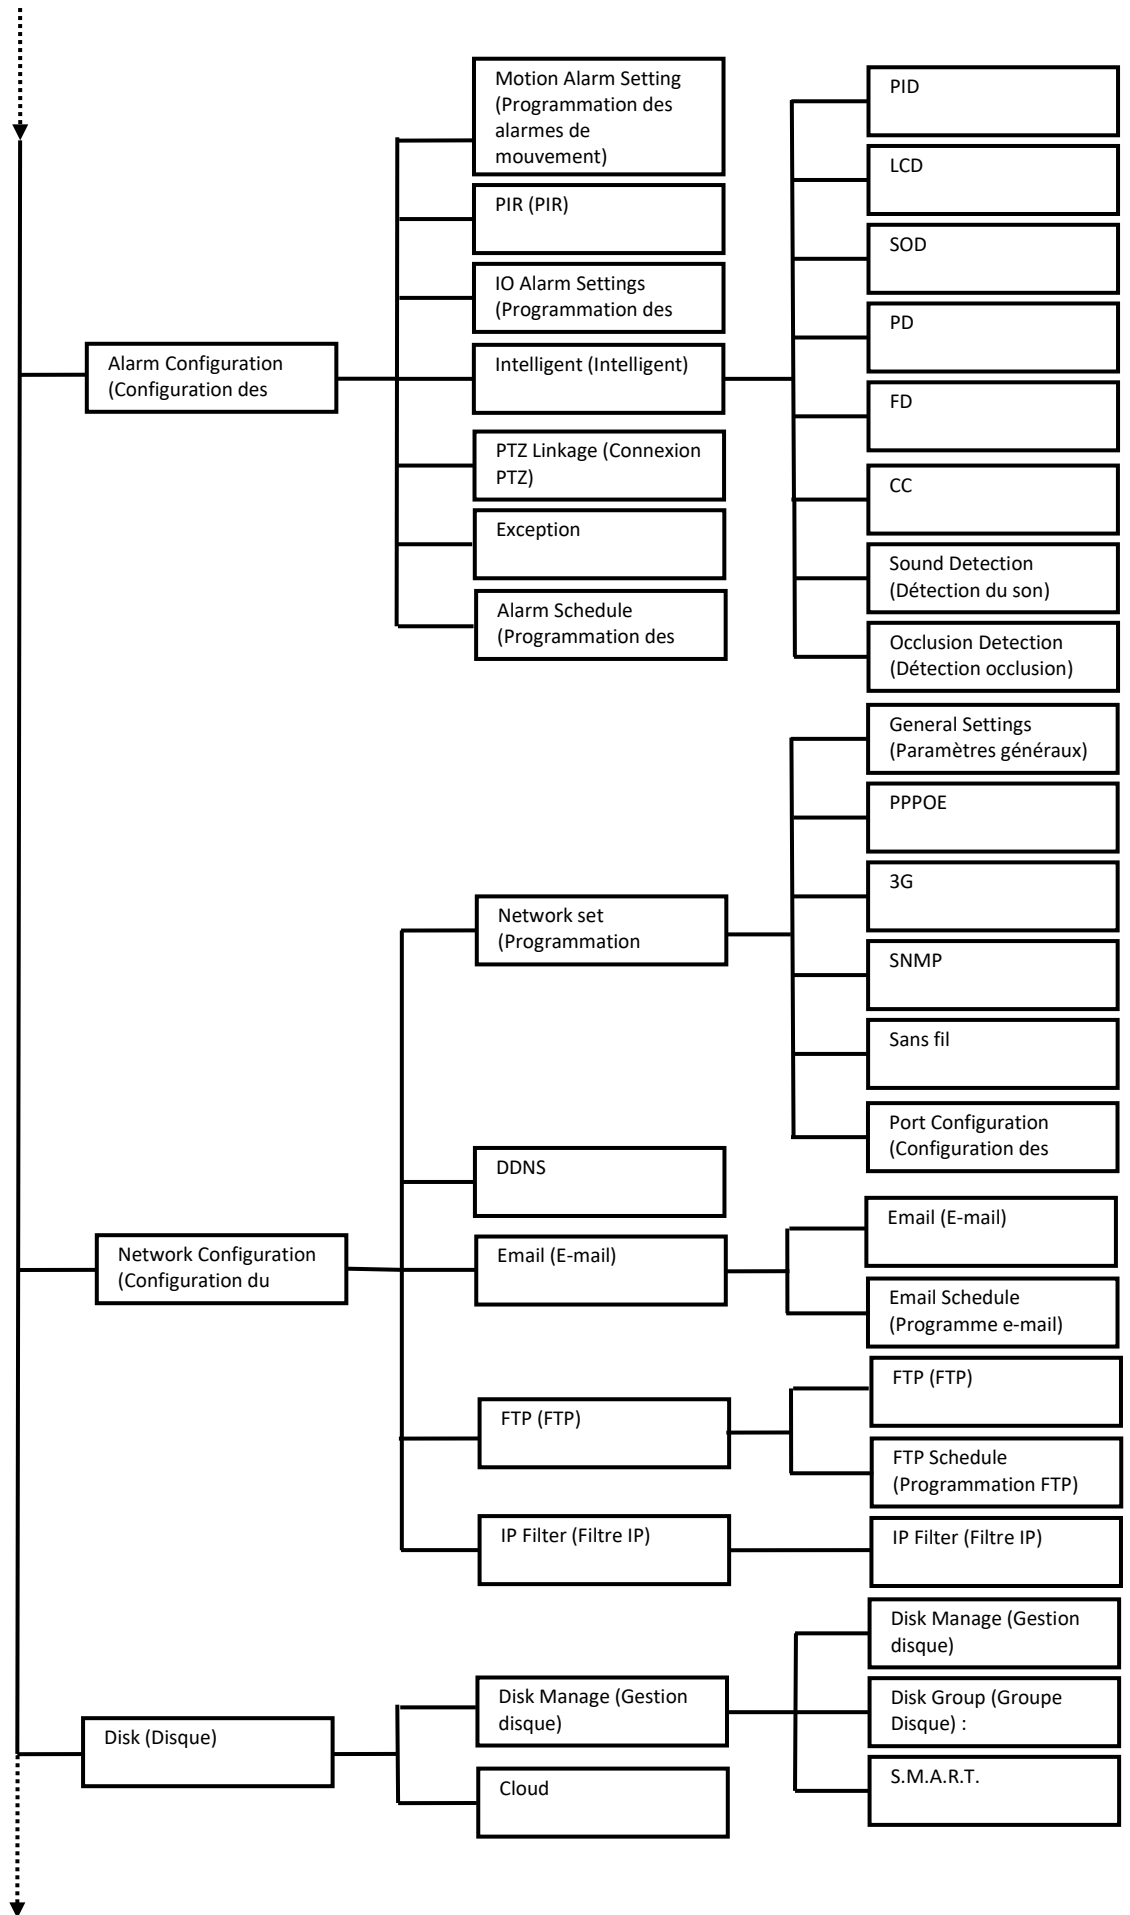 Alarm Configuration
(Configuration des
Motion Alarm Setting
(Programmation des
alarmes de
mouvement)
PIR (PIR)
IO Alarm Settings
(Programmation des
Intelligent (Intelligent)
PTZ Linkage (Connexion
PTZ)
Exception
Alarm Schedule
(Programmation des
PID
LCD
SOD
PD
FD
CC
Sound Detection
(Détection du son)
Occlusion Detection
(Détection occlusion)
Network Configuration
(Configuration du
Network set
(Programmation
DDNS
Email (E-mail)
FTP (FTP)
IP Filter (Filtre IP)
General Settings
(Paramètres généraux)
PPPOE
3G
SNMP
Sans fil
Port Configuration
(Configuration des
Email (E-mail)
Email Schedule
(Programme e-mail)
FTP (FTP)
FTP Schedule
(Programmation FTP)
IP Filter (Filtre IP)
Disk (Disque)
Disk Manage (Gestion
disque)
Cloud
Disk Manage (Gestion
disque)
Disk Group (Groupe
Disque) :
S.M.A.R.T.